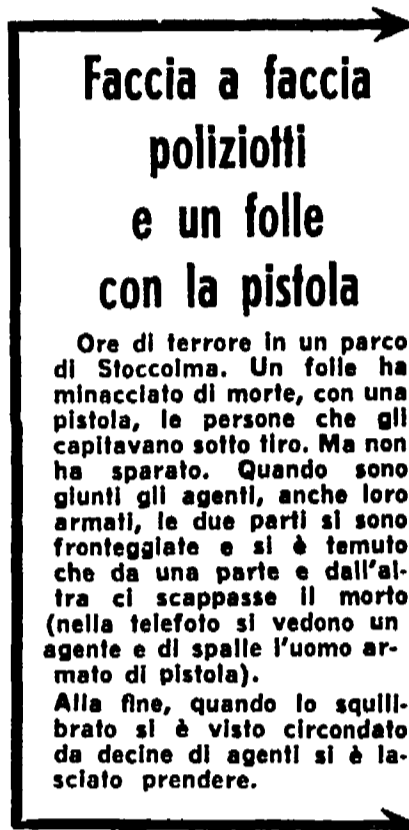 Faccia a faccia
poliziotti
e un folle
con la pistola
Ore di terrore in un parco
di Stoccolma. Un folle ha
minacciato di morte, con una
pistola, le persone che gli
capitavano sotto tiro. Ma non
ha sparato. Quando sono
giunti gli agenti, anche loro
armati, le due parti si sono
fronteggiate e si è temuto
che da una parte e dall'al-
tra ci scappasse il morto
(nella telefoto si vedono un
agente e di spalle l'uomo ar-
mato di pistola).
Alla fine, quando lo squili-
brato si è visto circondato
da decine di agenti si è la-
sciato prendere.